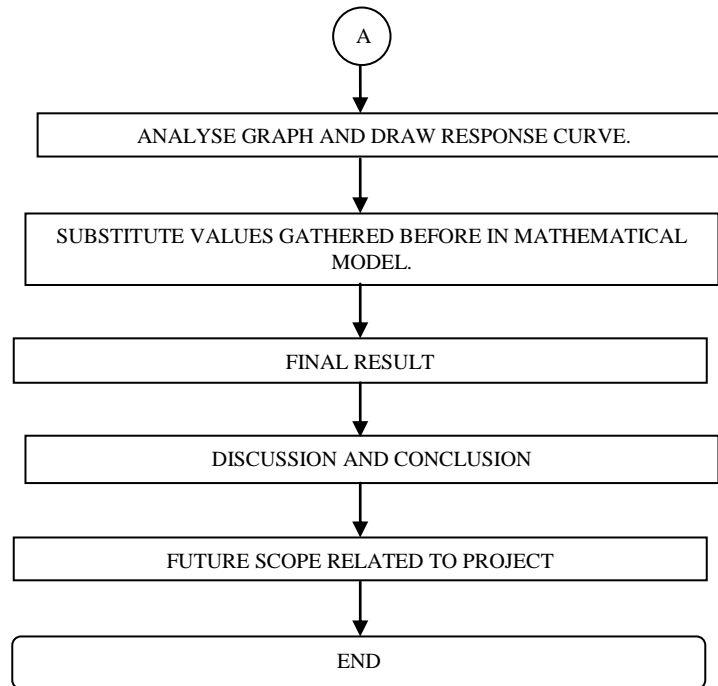 A
ANALYSE GRAPH AND DRAW RESPONSE CURVE.
SUBSTITUTE VALUES GATHERED BEFORE IN MATHEMATICAL
MODEL.
FINAL RESULT
DISCUSSION AND CONCLUSION
FUTURE SCOPE RELATED TO PROJECT
END